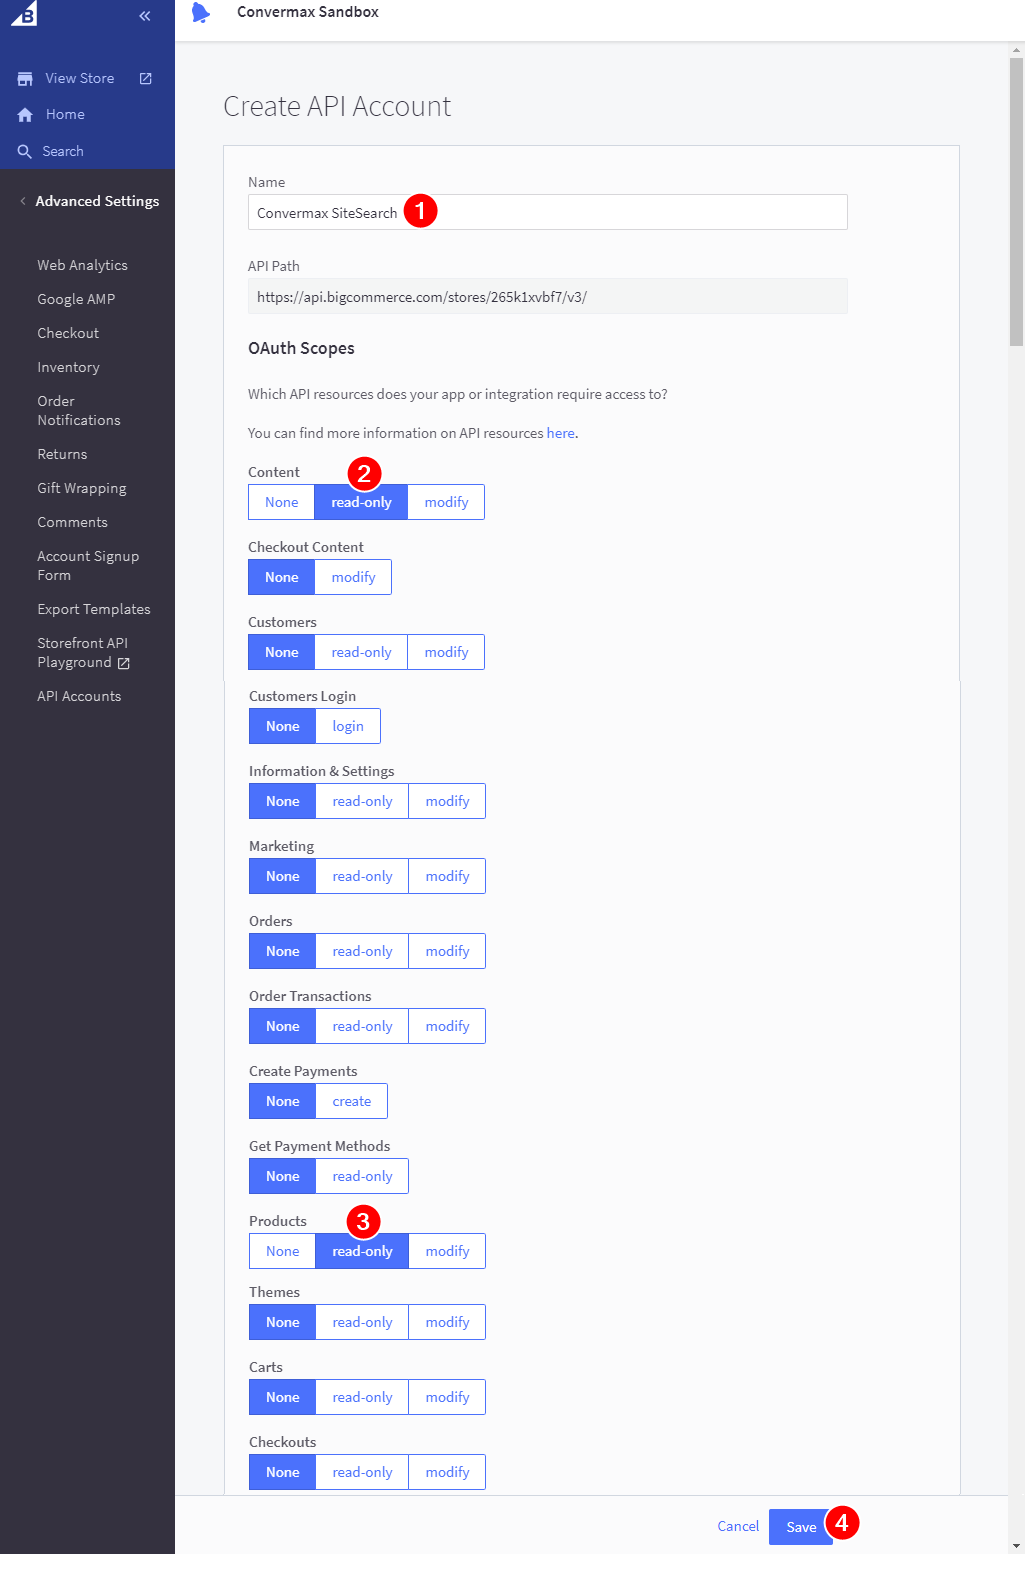 B
«
Convermax Sandbox
View Store
Home
Search
Advanced Settings
Web Analytics
Google AMP
Checkout
Inventory
Order
Notifications
Returns
Gift Wrapping
Comments
Account Signup
Form
Export Templates
Storefront API
Playground
API Accounts
Create API Account
Name
Convermax SiteSearch 1
API Path
https://api.bigcommerce.com/stores/265k1xvbf7/v3/
OAuth Scopes
Which API resources does your app or integration require access to?
You can find more information on API resources here.
Content 2
None read-only modify
Checkout Content
None modify
Customers
None read-only modify
Customers Login
None login
Information & Settings
None read-only modify
Marketing
None read-only modify
Orders
None read-only modify
Order Transactions
None read-only modify
Create Payments
None create
Get Payment Methods
None read-only
Products 3
None read-only modify
Themes
None read-only modify
Carts
None read-only modify
Checkouts
None read-only modify
Cancel Save 4